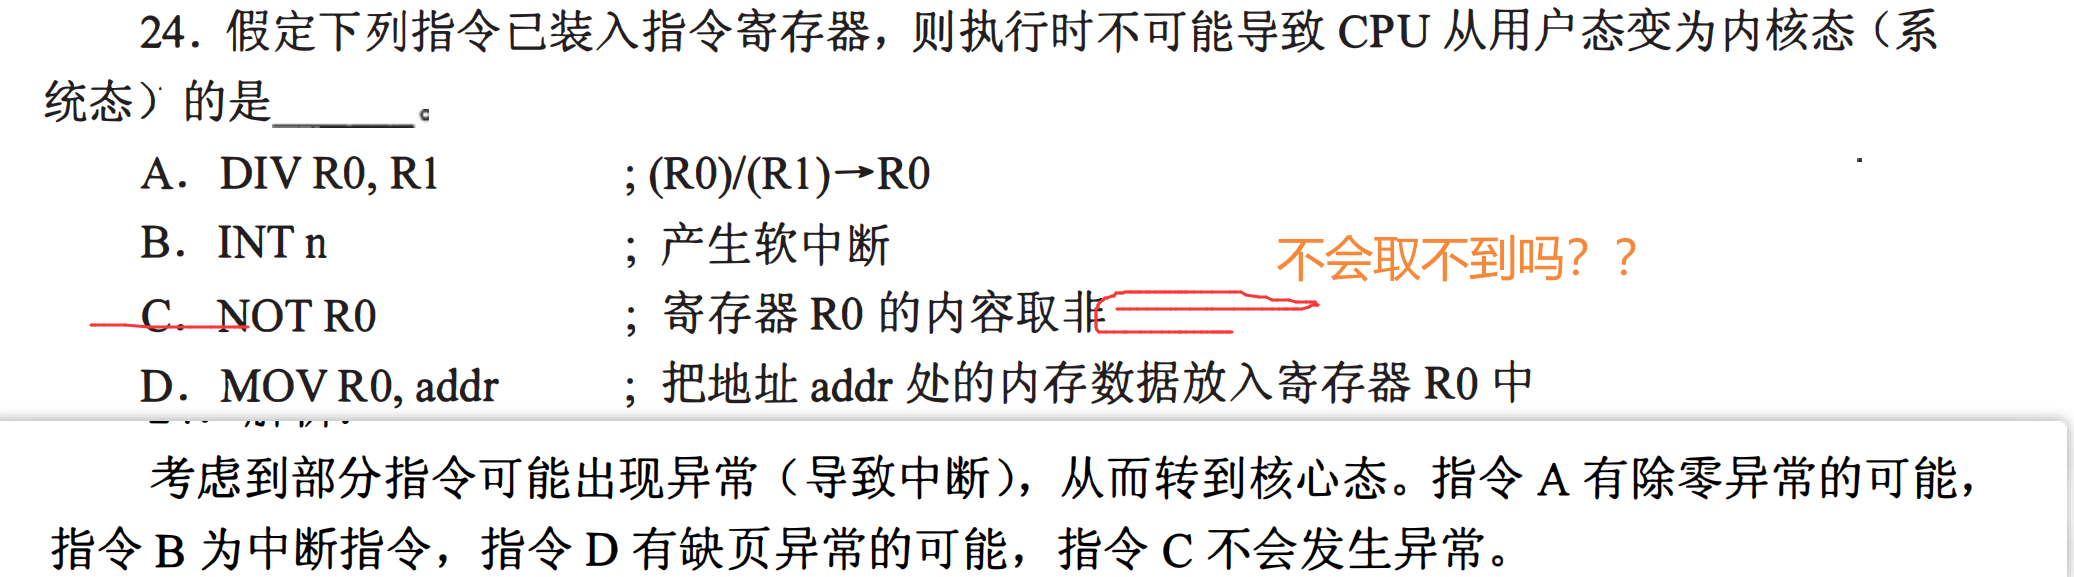 24. 假定下列指令已装入指令寄存器，则执行时不可能导致 CPU 从用户态变为内核态（系
统态）的是______。
A. DIV R0, R1 ; (R0)/(R1)→R0
B. INT n ; 产生软中断
不会取不到吗？？
C. NOT R0 ; 寄存器 R0 的内容取非
D. MOV R0, addr ; 把地址 addr 处的内存数据放入寄存器 R0 中
考虑到部分指令可能出现异常（导致中断），从而转到核心态。指令 A 有除零异常的可能，
指令 B 为中断指令，指令 D 有缺页异常的可能，指令 C 不会发生异常。